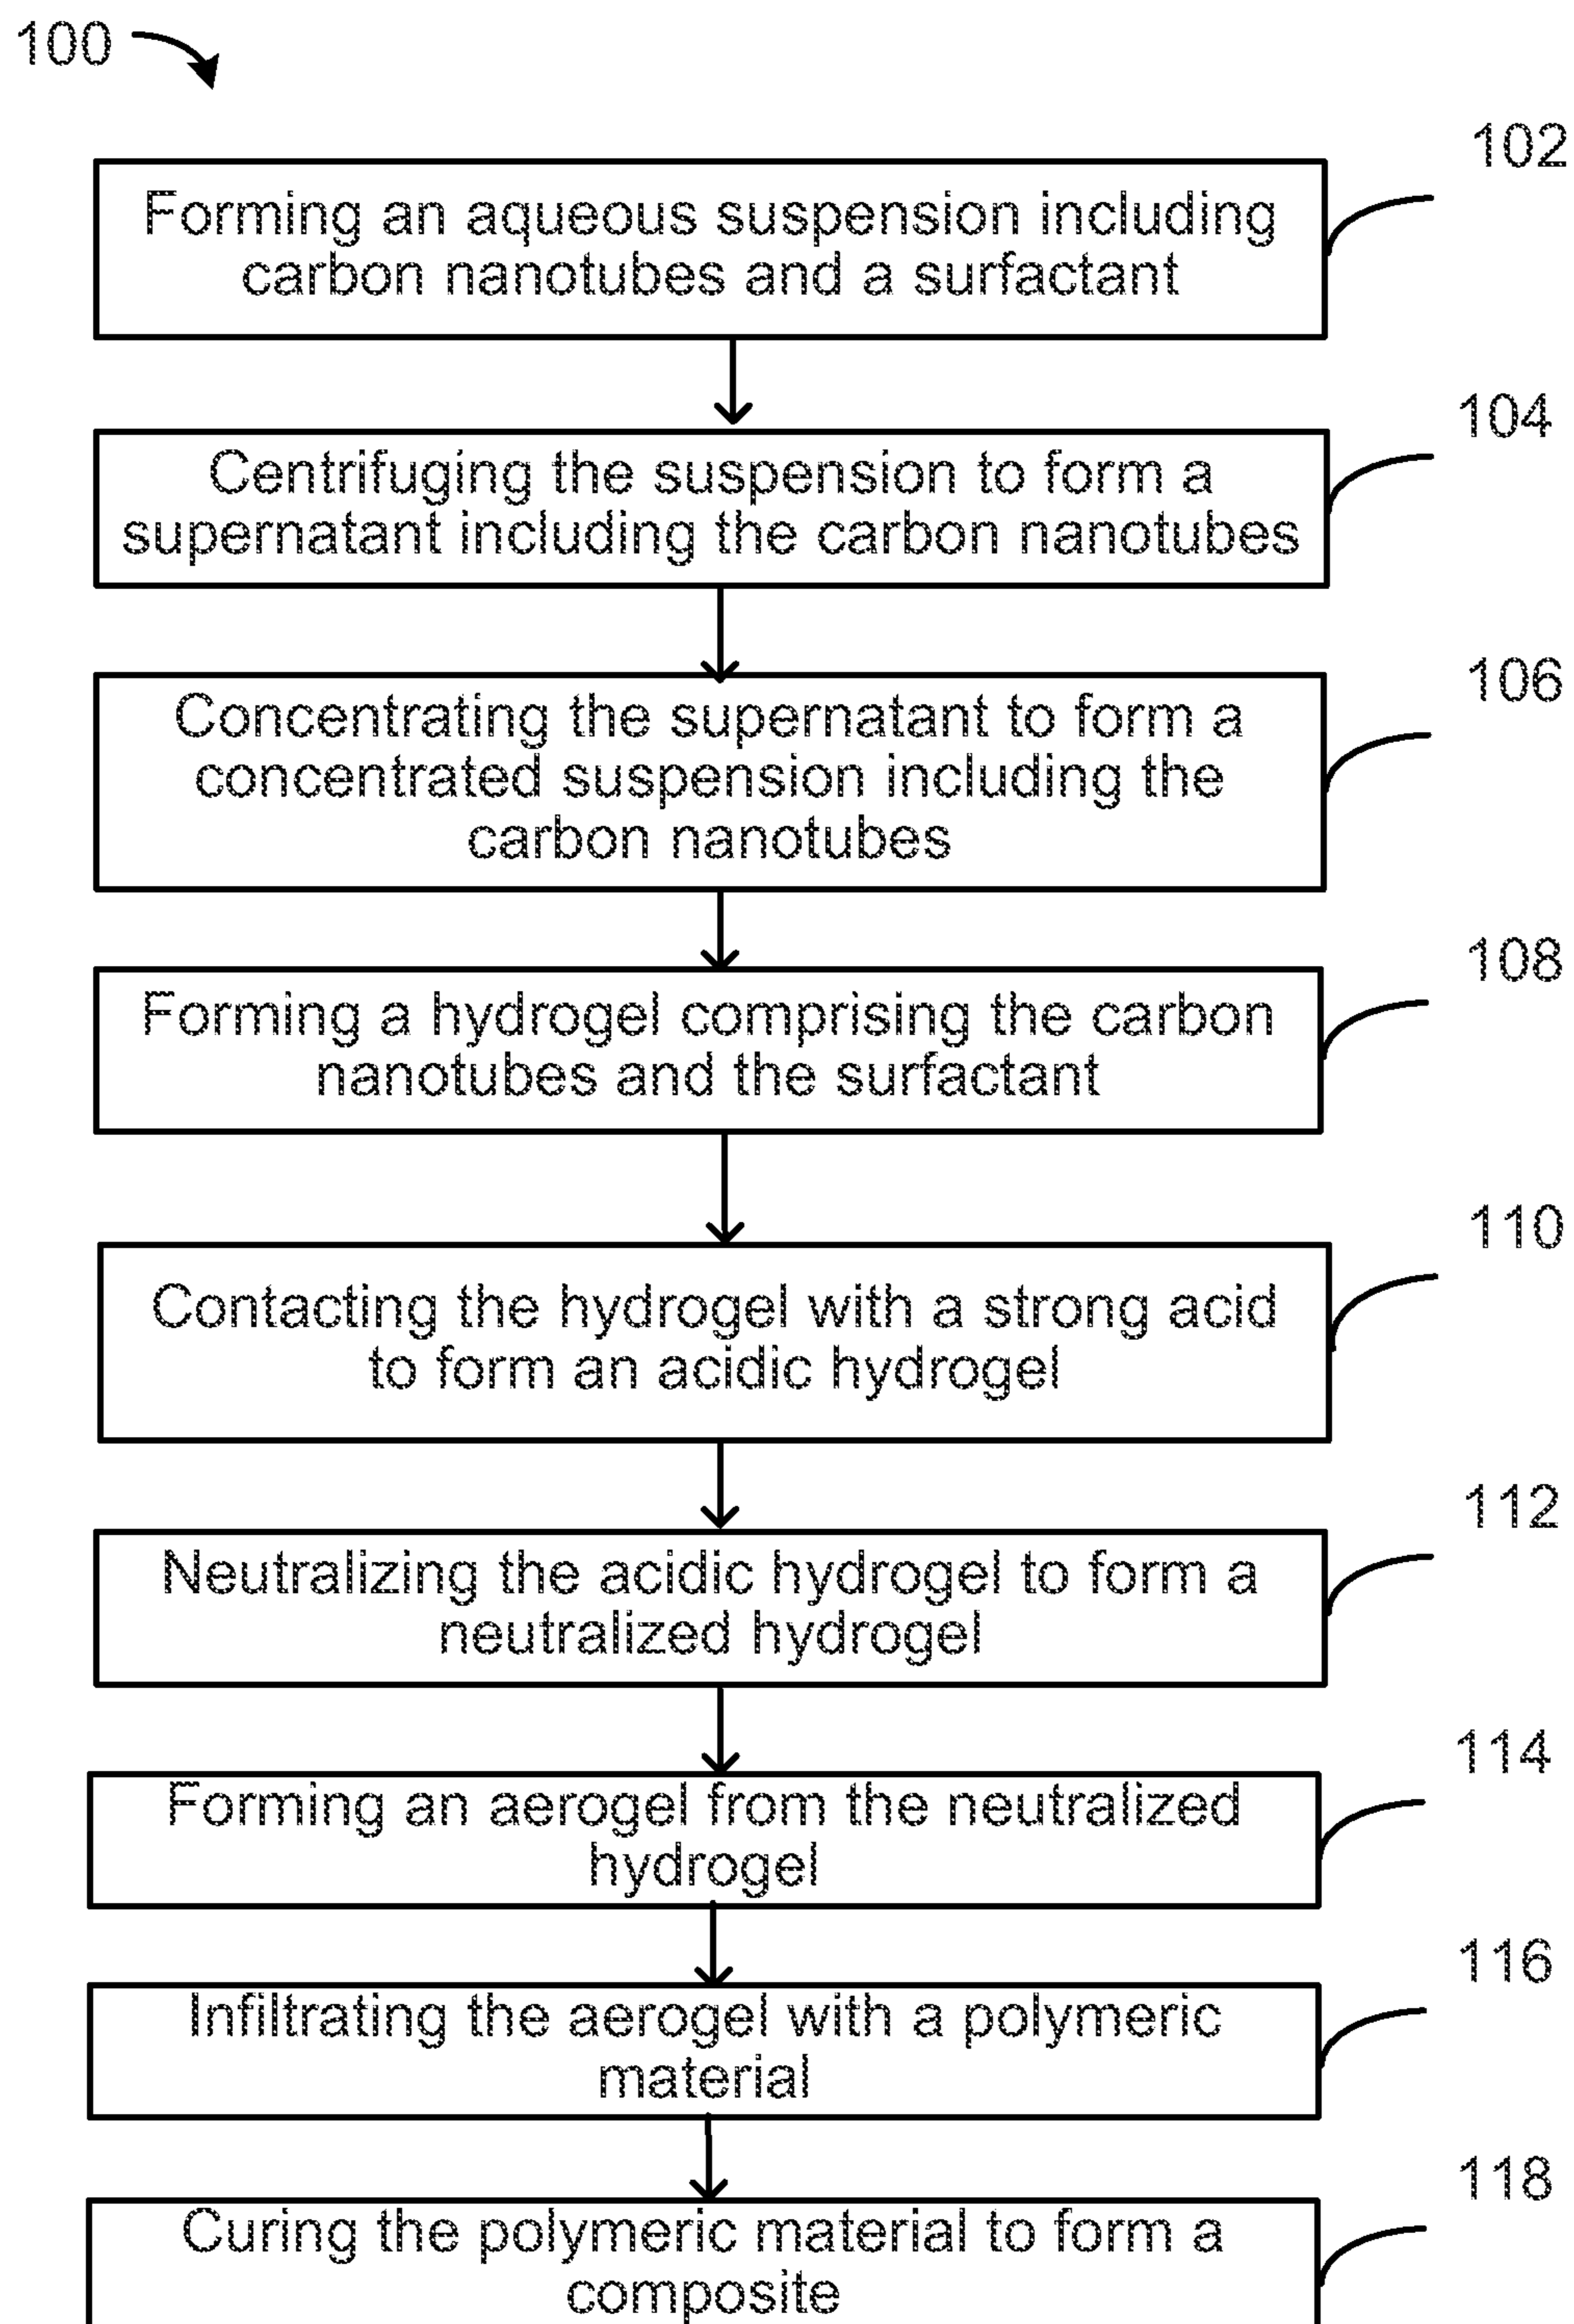 100
102
Forming an aqueous suspension including
carbon nanotubes and a surfactant
104
Centrifuging the suspension to form a
supernatant including the carbon nanotubes
106
Concentrating the supernatant to form a
concentrated suspension including the
carbon nanotubes
108
Forming a hydrogel comprising the carbon
nanotubes and the surfactant
110
Contacting the hydrogel with a strong acid
to form an acidic hydrogel
112
Neutralizing the acidic hydrogel to form a
neutralized hydrogel
114
Forming an aerogel from the neutralized
hydrogel
116
Infiltrating the aerogel with a polymeric
material
118
Curing the polymeric material to form a
composite